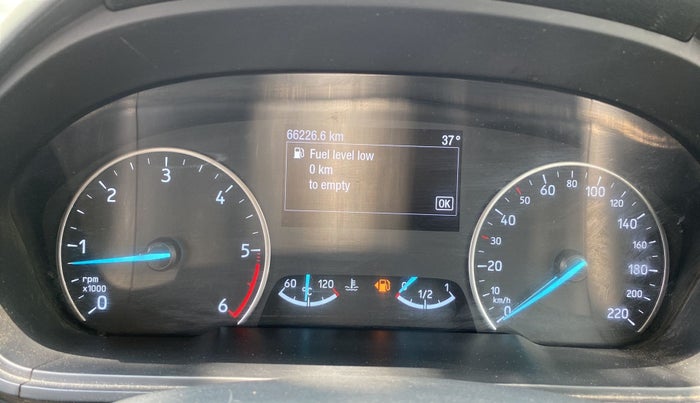 66226.6 km 37°
Fuel level low
0 km
to empty
OK
0 1 2 3 4 5 6
rpm
x1000
60 °C 120
0 1/2 1
0 10 20 30 40 50 60 80 100 120 140 160 180 200 220
km/h